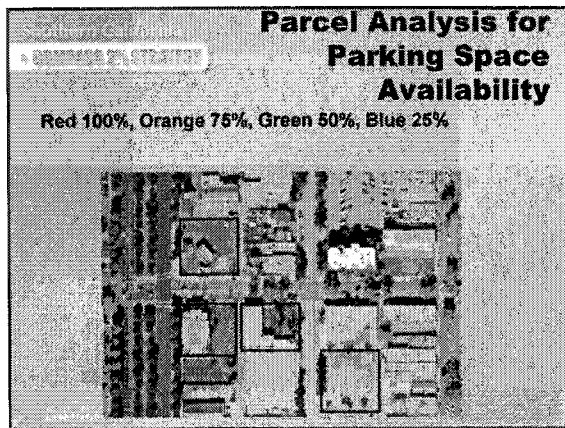 Parcel Analysis for
Parking Space
Availability
Red 100%, Orange 75%, Green 50%, Blue 25%